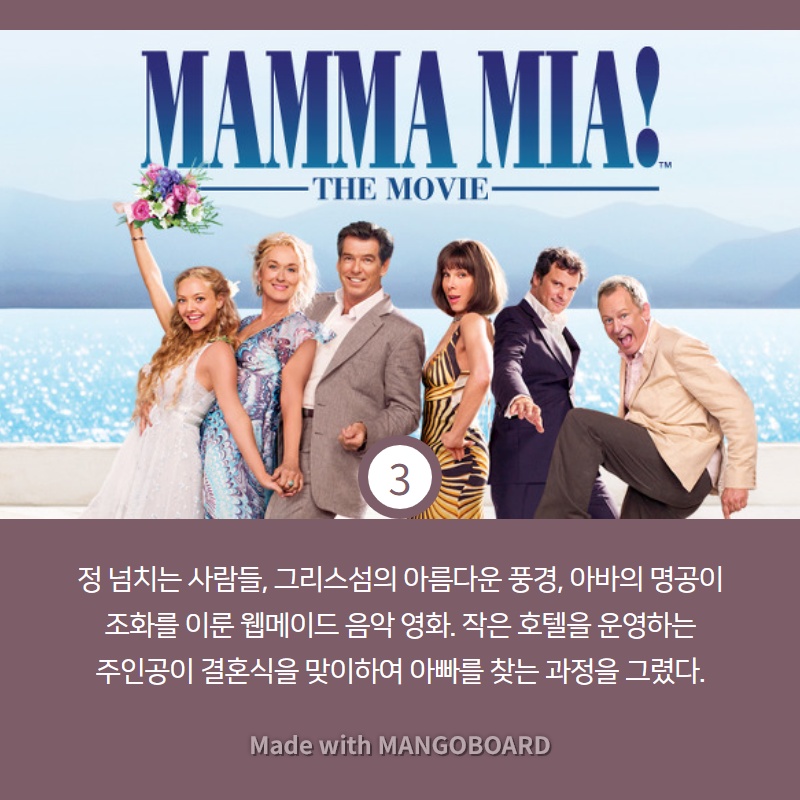 MAMMA MIA!™
THE MOVIE
3
정 넘치는 사람들, 그리스섬의 아름다운 풍경, 아바의 명공이
조화를 이룬 웹메이드 음악 영화. 작은 호텔을 운영하는
주인공이 결혼식을 맞이하여 아빠를 찾는 과정을 그렸다.
Made with MANGOBOARD